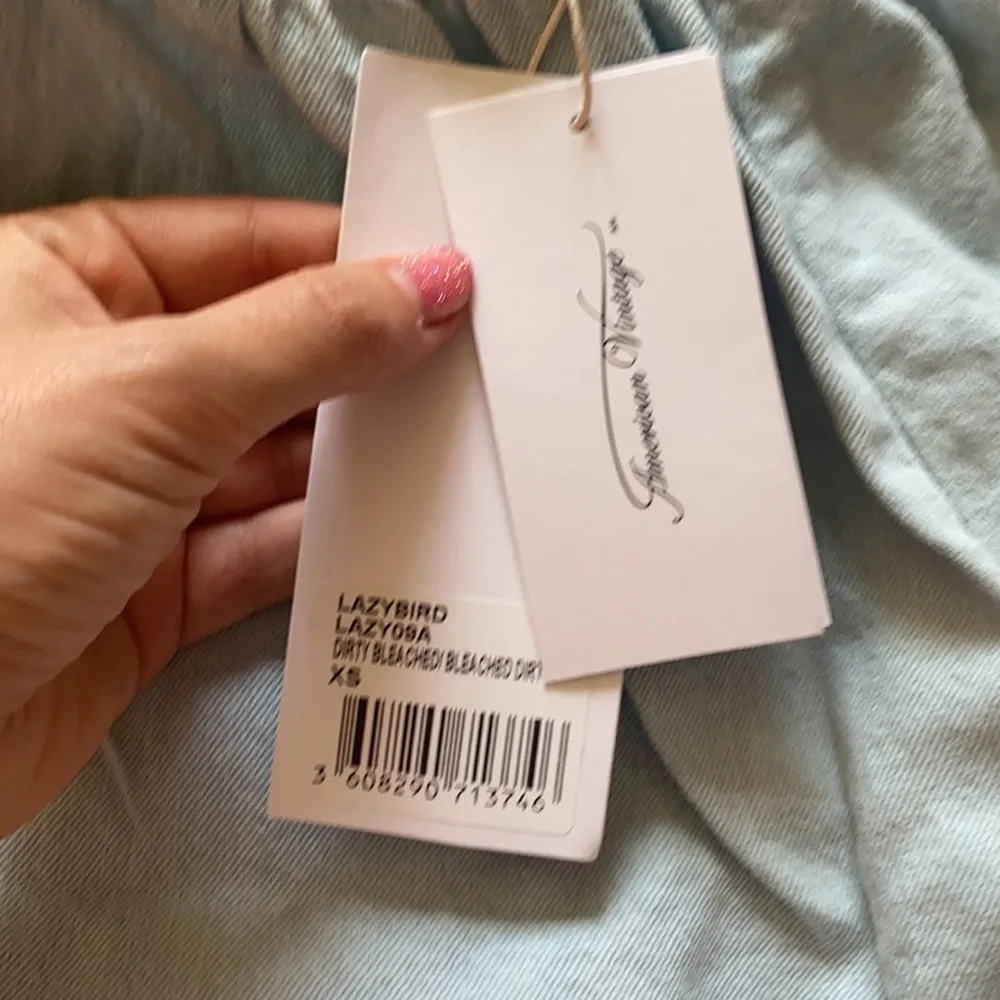 American Vintage "
LAZYBIRD
LAZY09A
DIRTY BLEACHED/ BLEACHED DIRT
XS
3 608290 713746